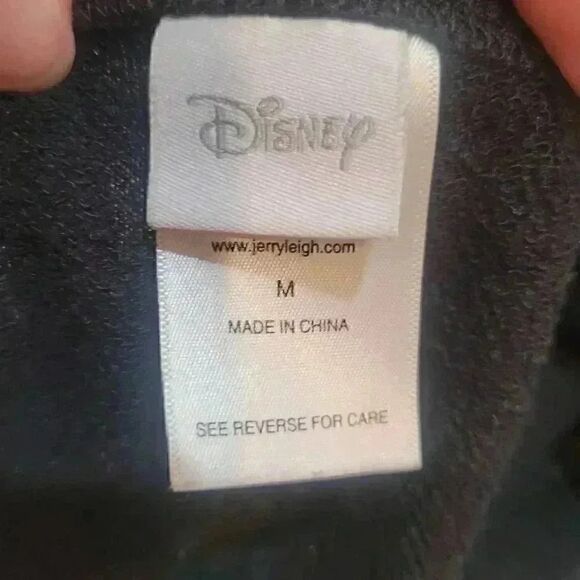 Disney
www.jerryleigh.com
M
MADE IN CHINA
SEE REVERSE FOR CARE